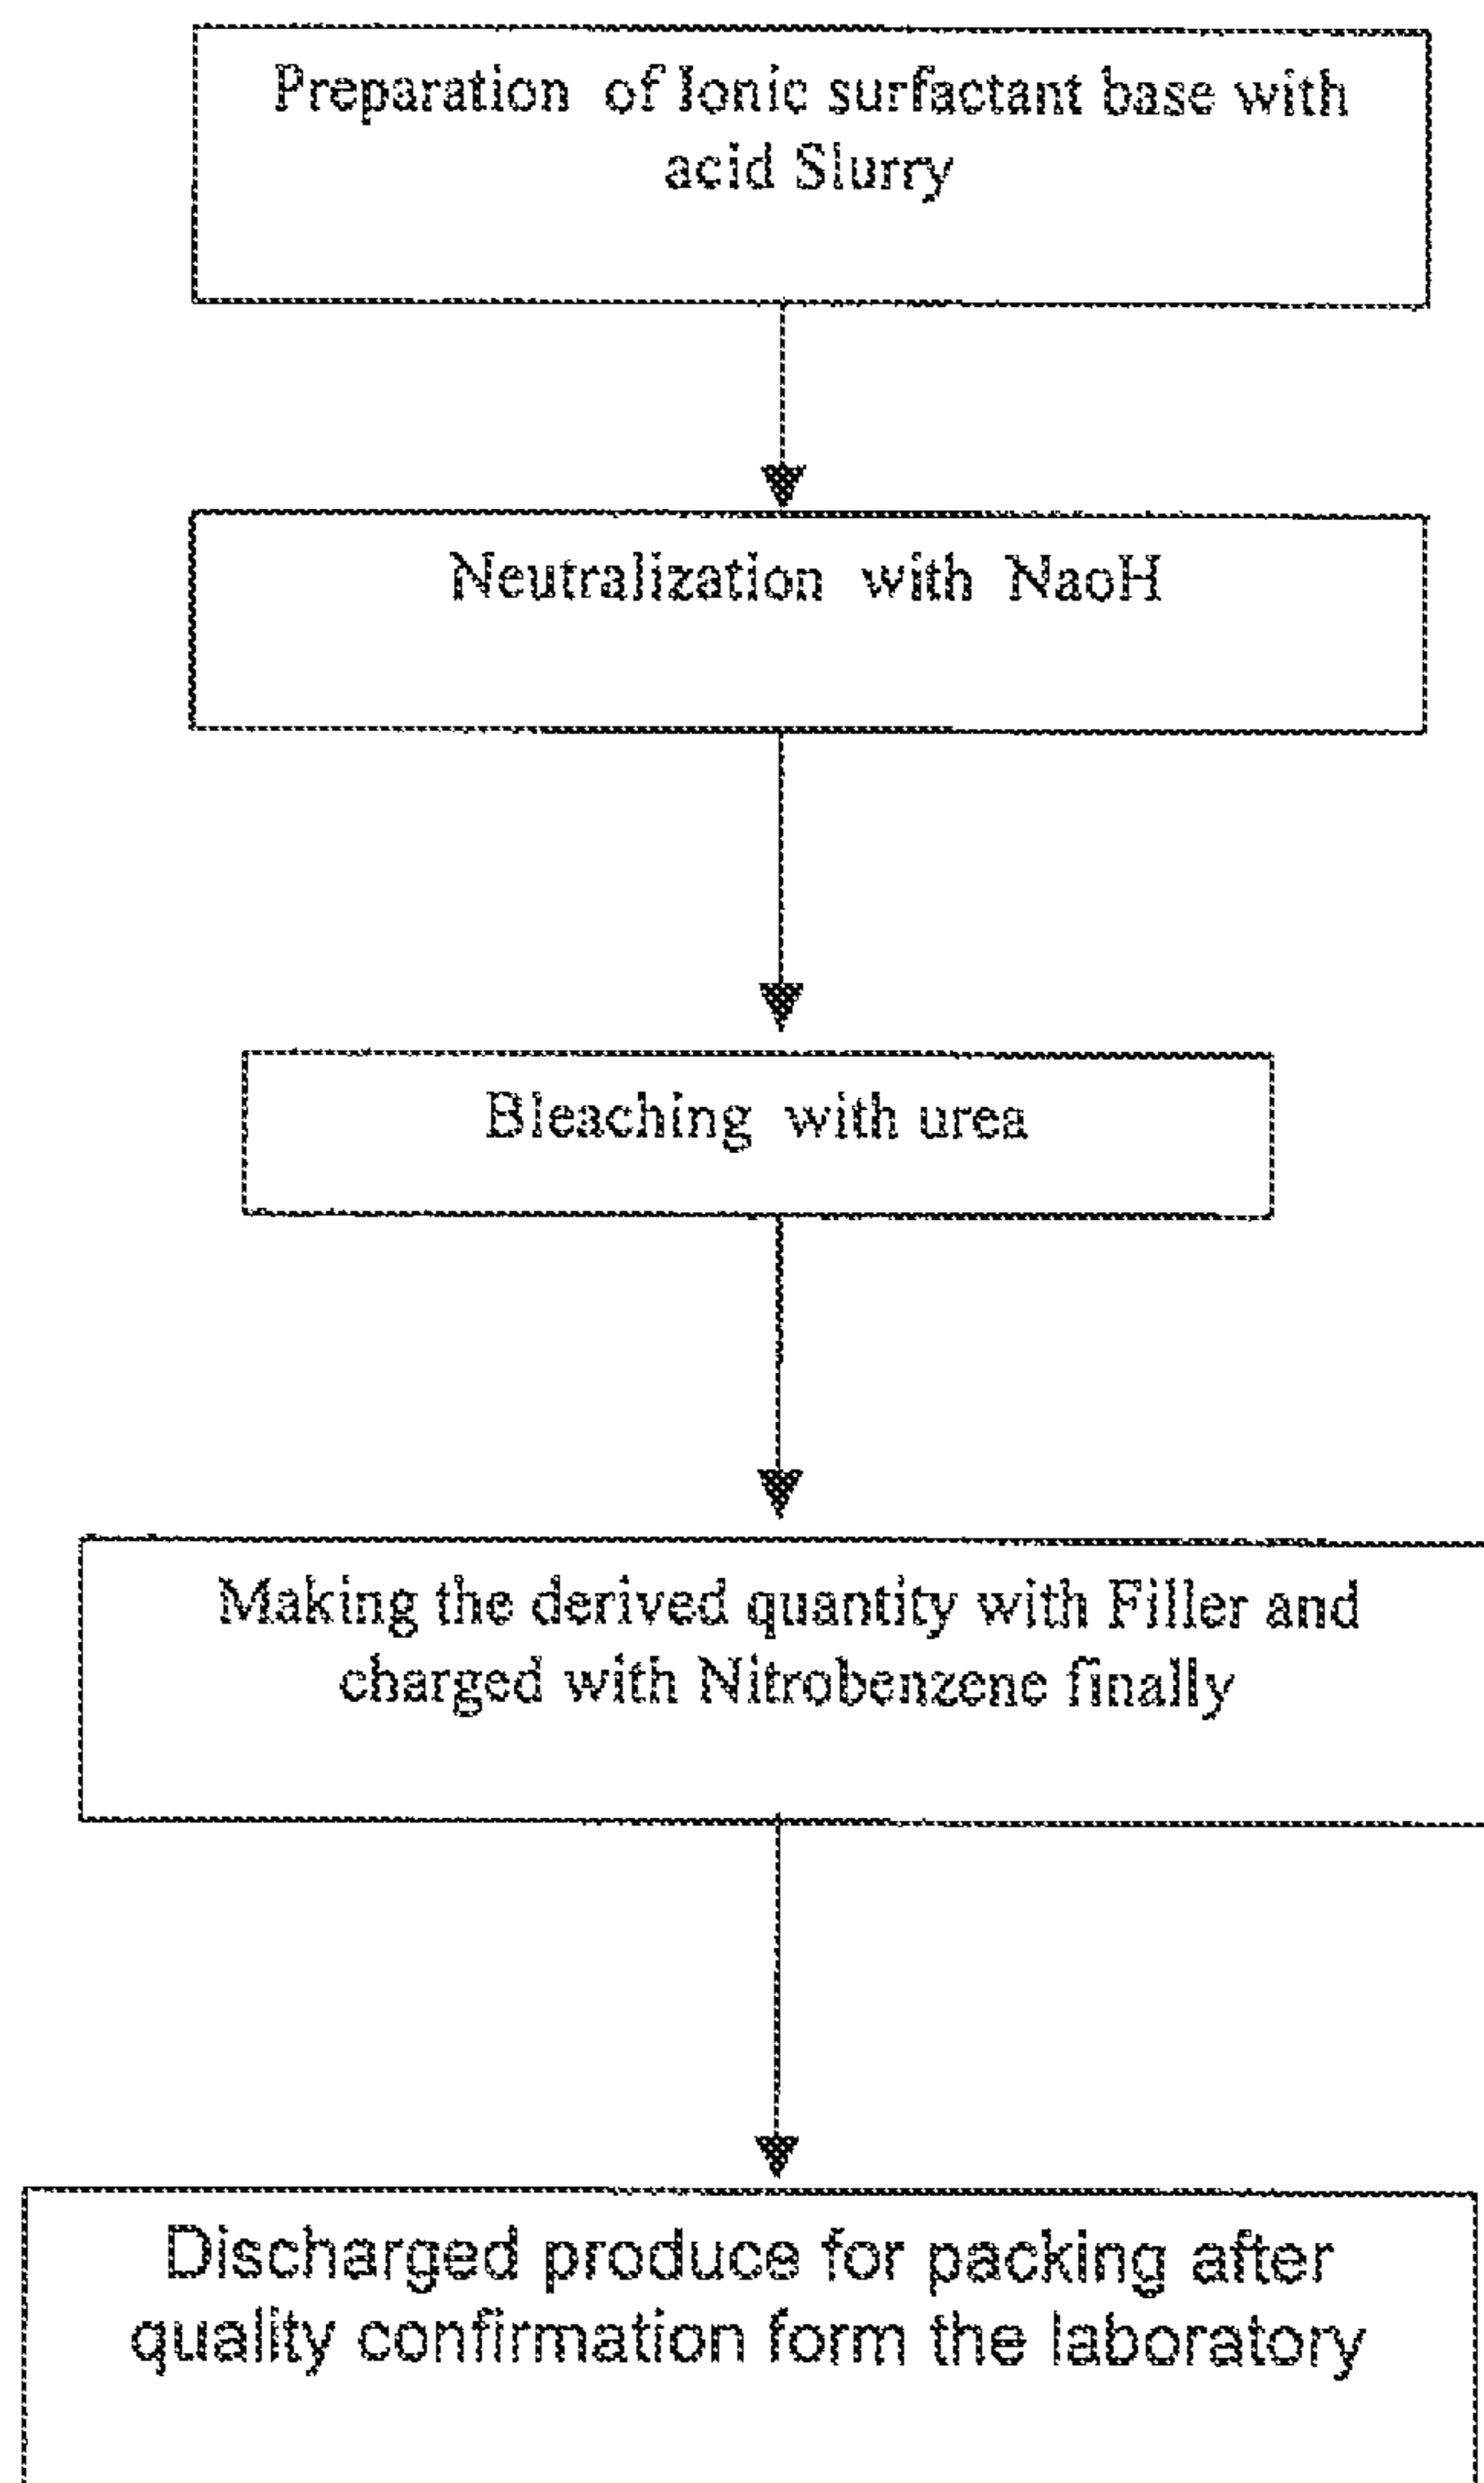 Preparation of Ionic surfactant base with
acid Slurry
Neutralization with NaoH
Bleaching with urea
Making the derived quantity with Filler and
charged with Nitrobenzene finally
Discharged produce for packing after
quality confirmation form the laboratory